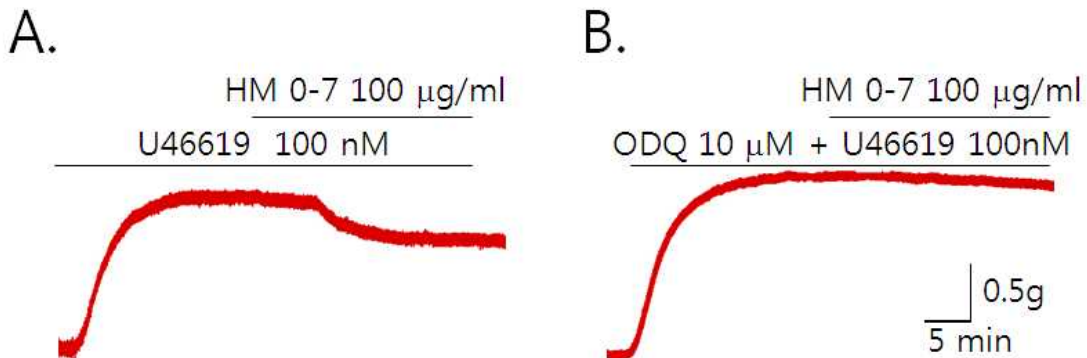 A.
HM 0-7 100 μg/ml
U46619 100 nM
B.
HM 0-7 100 μg/ml
ODQ 10 μM + U46619 100nM
0.5g
5 min